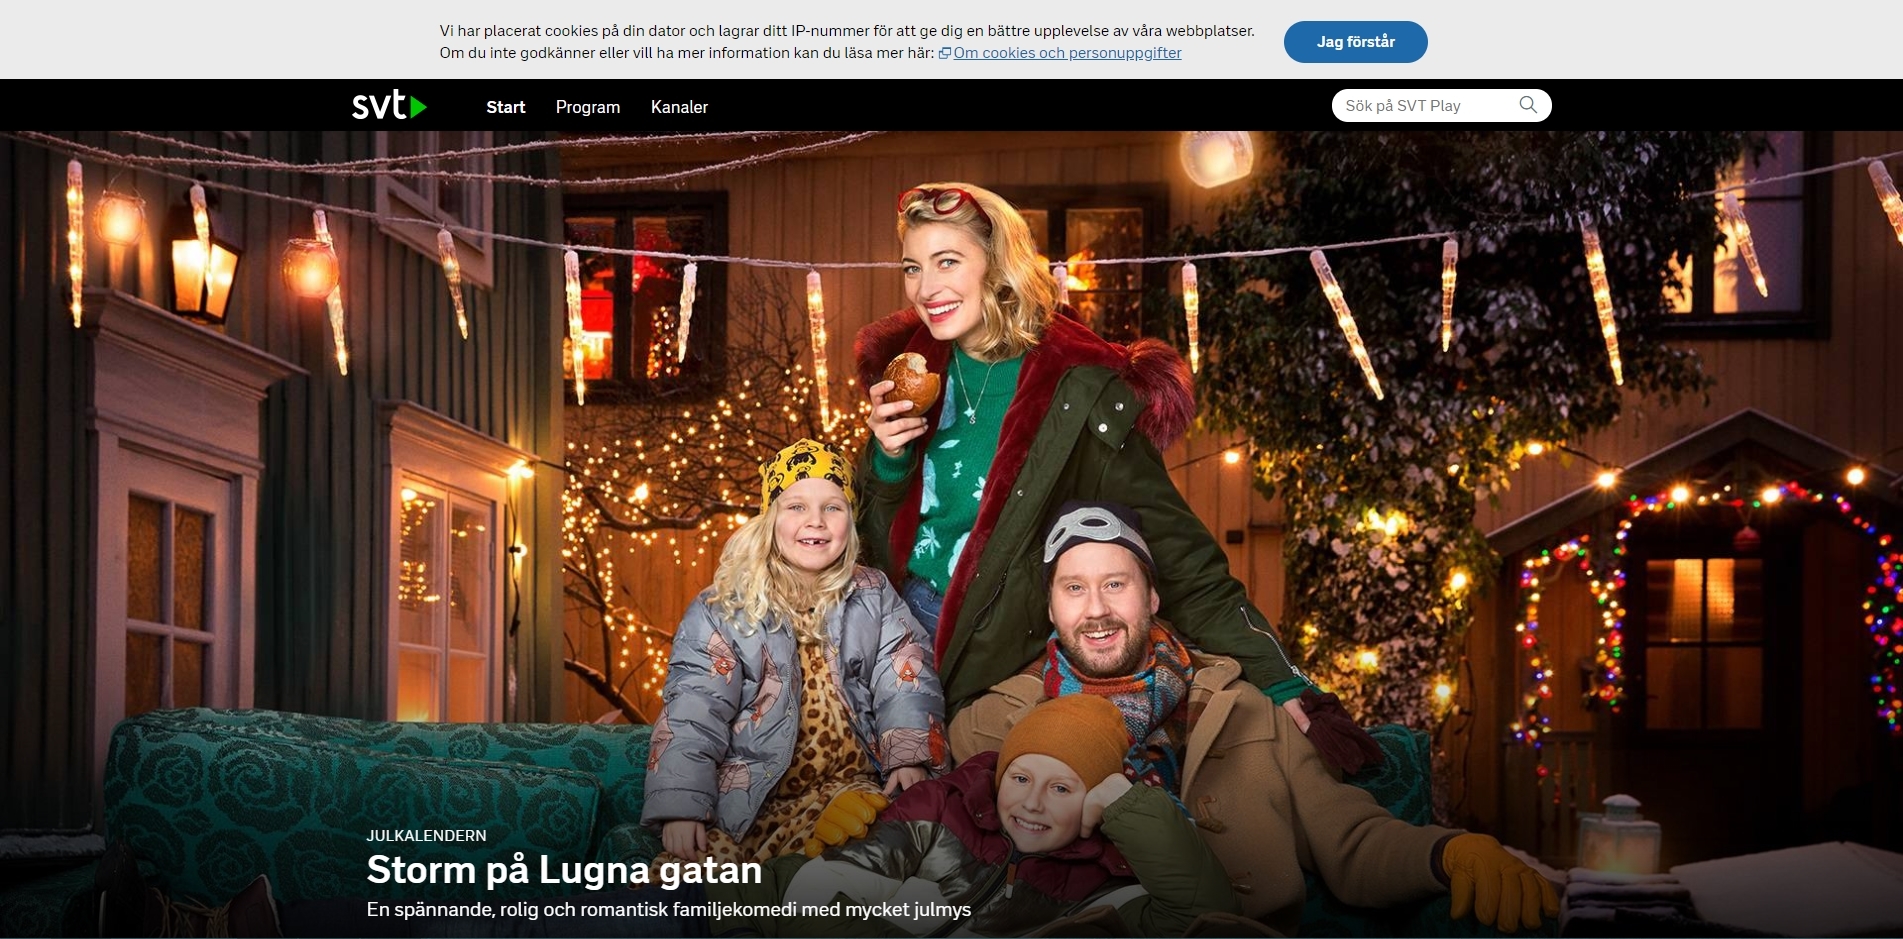 Vi har placerat cookies på din dator och lagrar ditt IP-nummer för att ge dig en bättre upplevelse av våra webbplatser.
Om du inte godkänner eller vill ha mer information kan du läsa mer här: Om cookies och personuppgifter
Jag förstår
svt
Start
Program
Kanaler
Sök på SVT Play
JULKALENDERN
Storm på Lugna gatan
En spännande, rolig och romantisk familjekomedi med mycket julmys